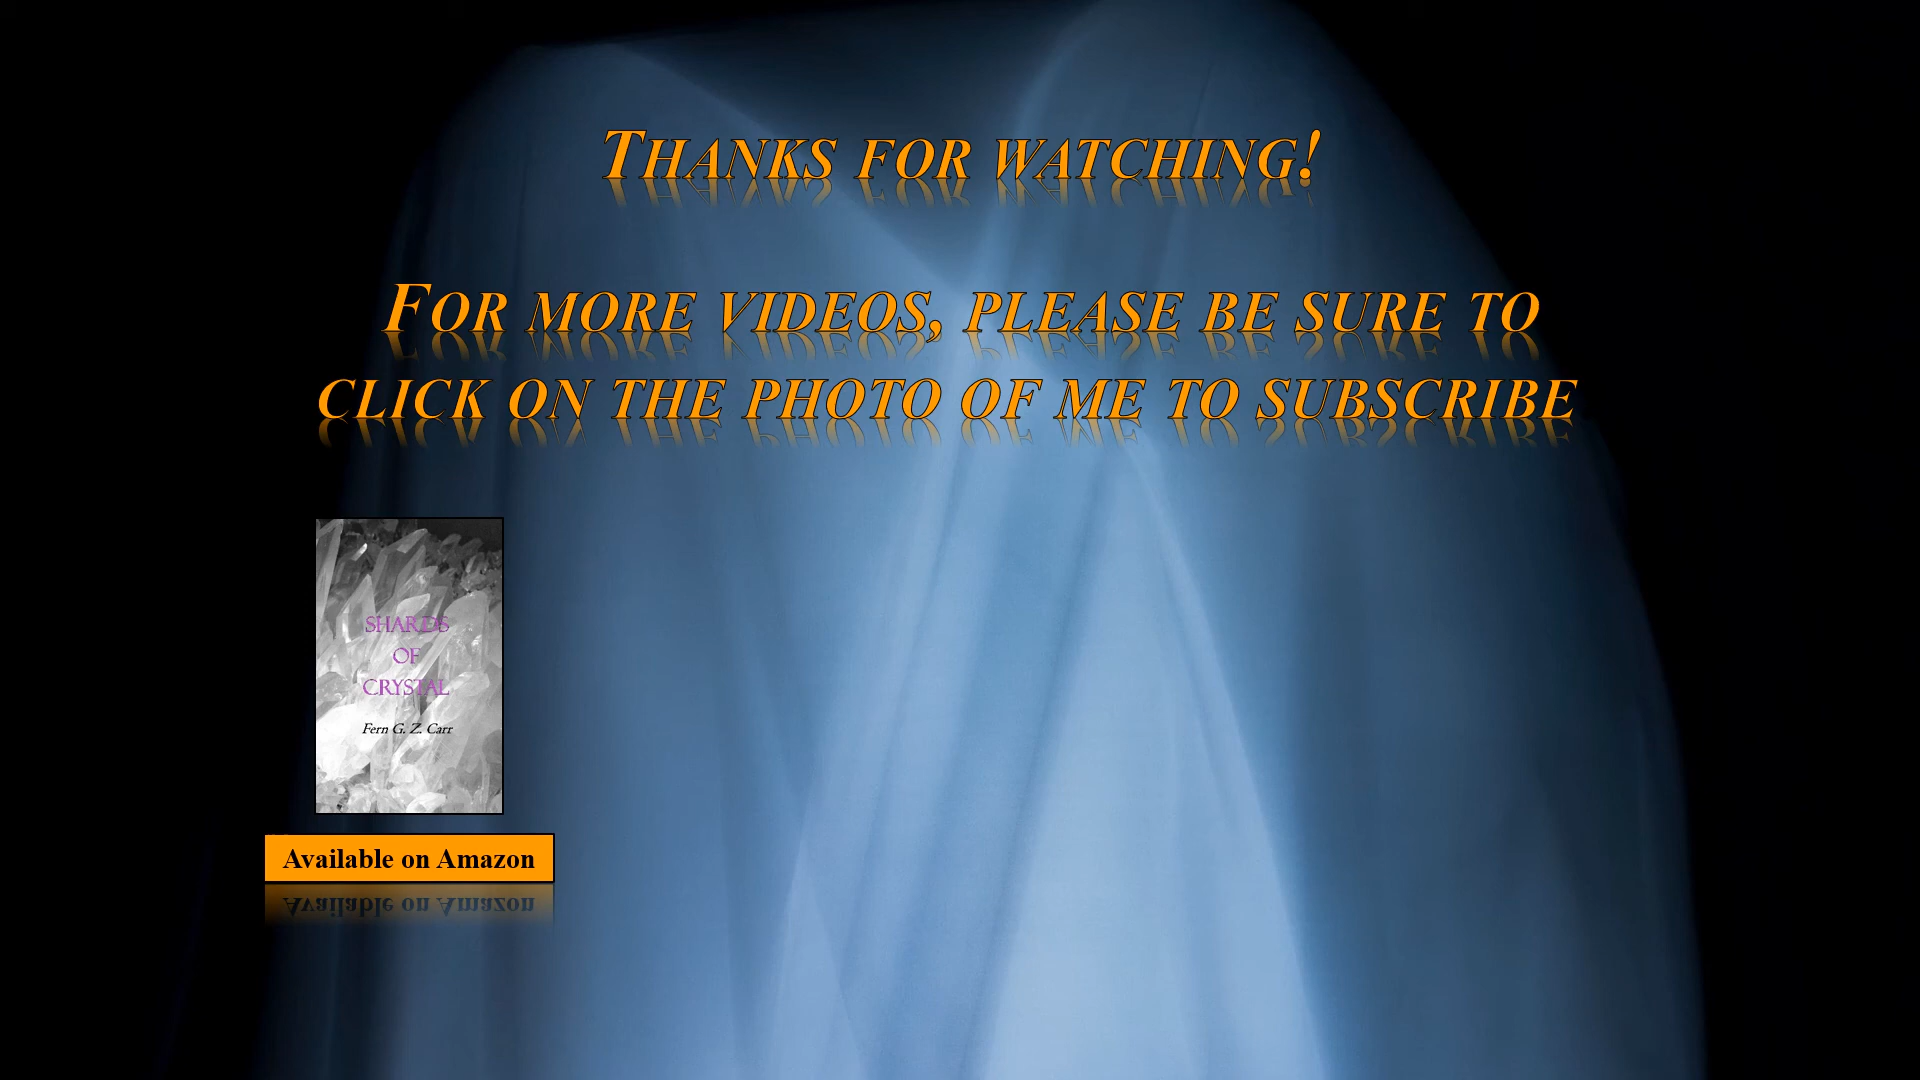 THANKS FOR WATCHING!
FOR MORE VIDEOS, PLEASE BE SURE TO
CLICK ON THE PHOTO OF ME TO SUBSCRIBE
SHARDS
OF
CRYSTAL
Fern G. Z. Carr
Available on Amazon